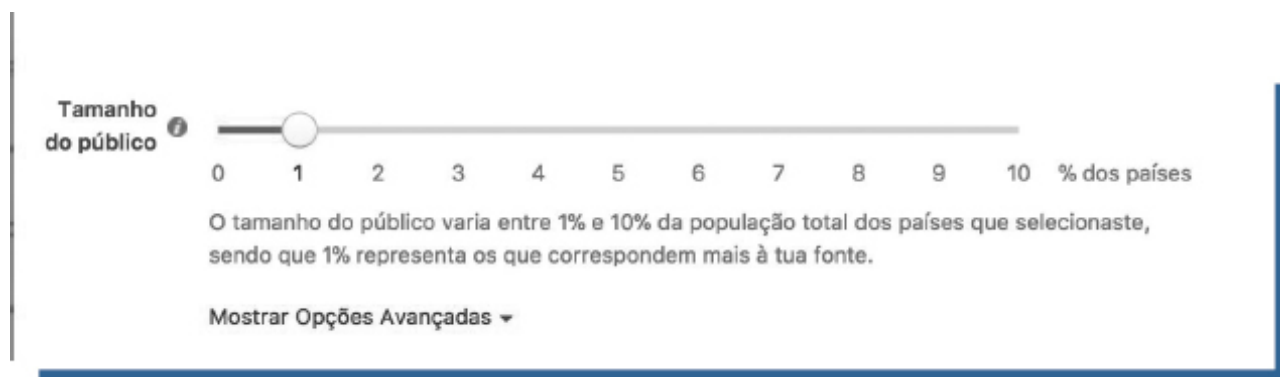 Tamanho
do público
0 1 2 3 4 5 6 7 8 9 10 % dos países
O tamanho do público varia entre 1% e 10% da população total dos países que selecionaste,
sendo que 1% representa os que correspondem mais à tua fonte.
Mostrar Opções Avançadas